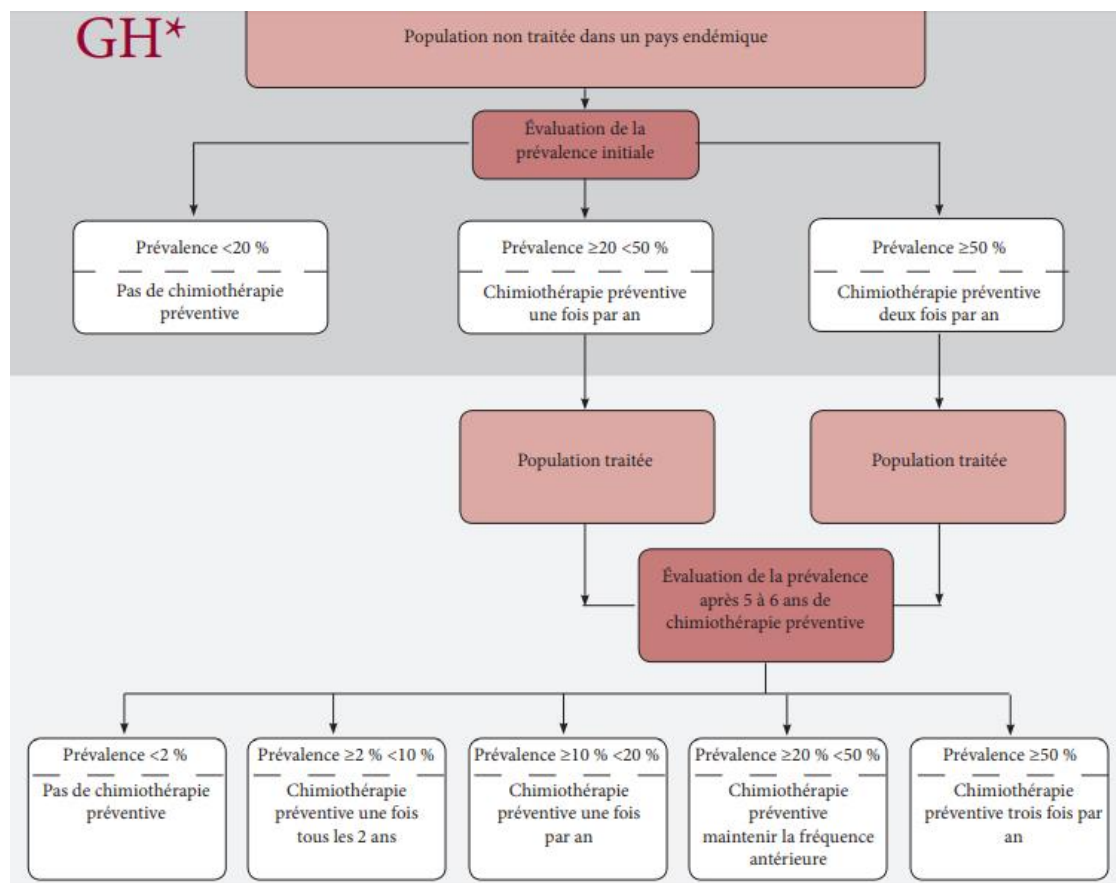 GH*
Population non traitée dans un pays endémique
Évaluation de la
prévalence initiale
Prévalence <20 %
Pas de chimiothérapie
préventive
Prévalence ≥20 <50 %
Chimiothérapie préventive
une fois par an
Prévalence ≥50 %
Chimiothérapie préventive
deux fois par an
Population traitée
Population traitée
Évaluation de la prévalence
après 5 à 6 ans de
chimiothérapie préventive
Prévalence <2 %
Pas de chimiothérapie
préventive
Prévalence ≥2 % <10 %
Chimiothérapie
préventive une fois
tous les 2 ans
Prévalence ≥10 % <20 %
Chimiothérapie
préventive une fois
par an
Prévalence ≥20 % <50 %
Chimiothérapie
préventive
maintenir la fréquence
antérieure
Prévalence ≥50 %
Chimiothérapie
préventive trois fois par
an